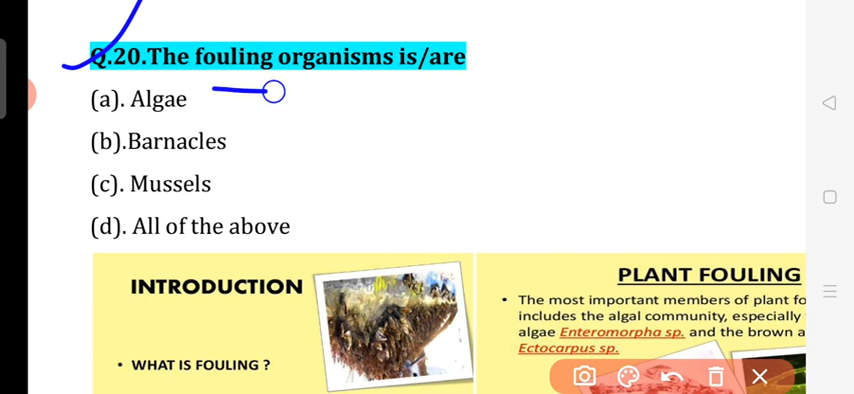 Q.20.The fouling organisms is/are
(a). Algae
(b).Barnacles
(c). Mussels
(d). All of the above
INTRODUCTION
• WHAT IS FOULING ?
PLANT FOULING
• The most important members of plant fo
includes the algal community, especially
algae Enteromorpha sp. and the brown a
Ectocarpus sp.